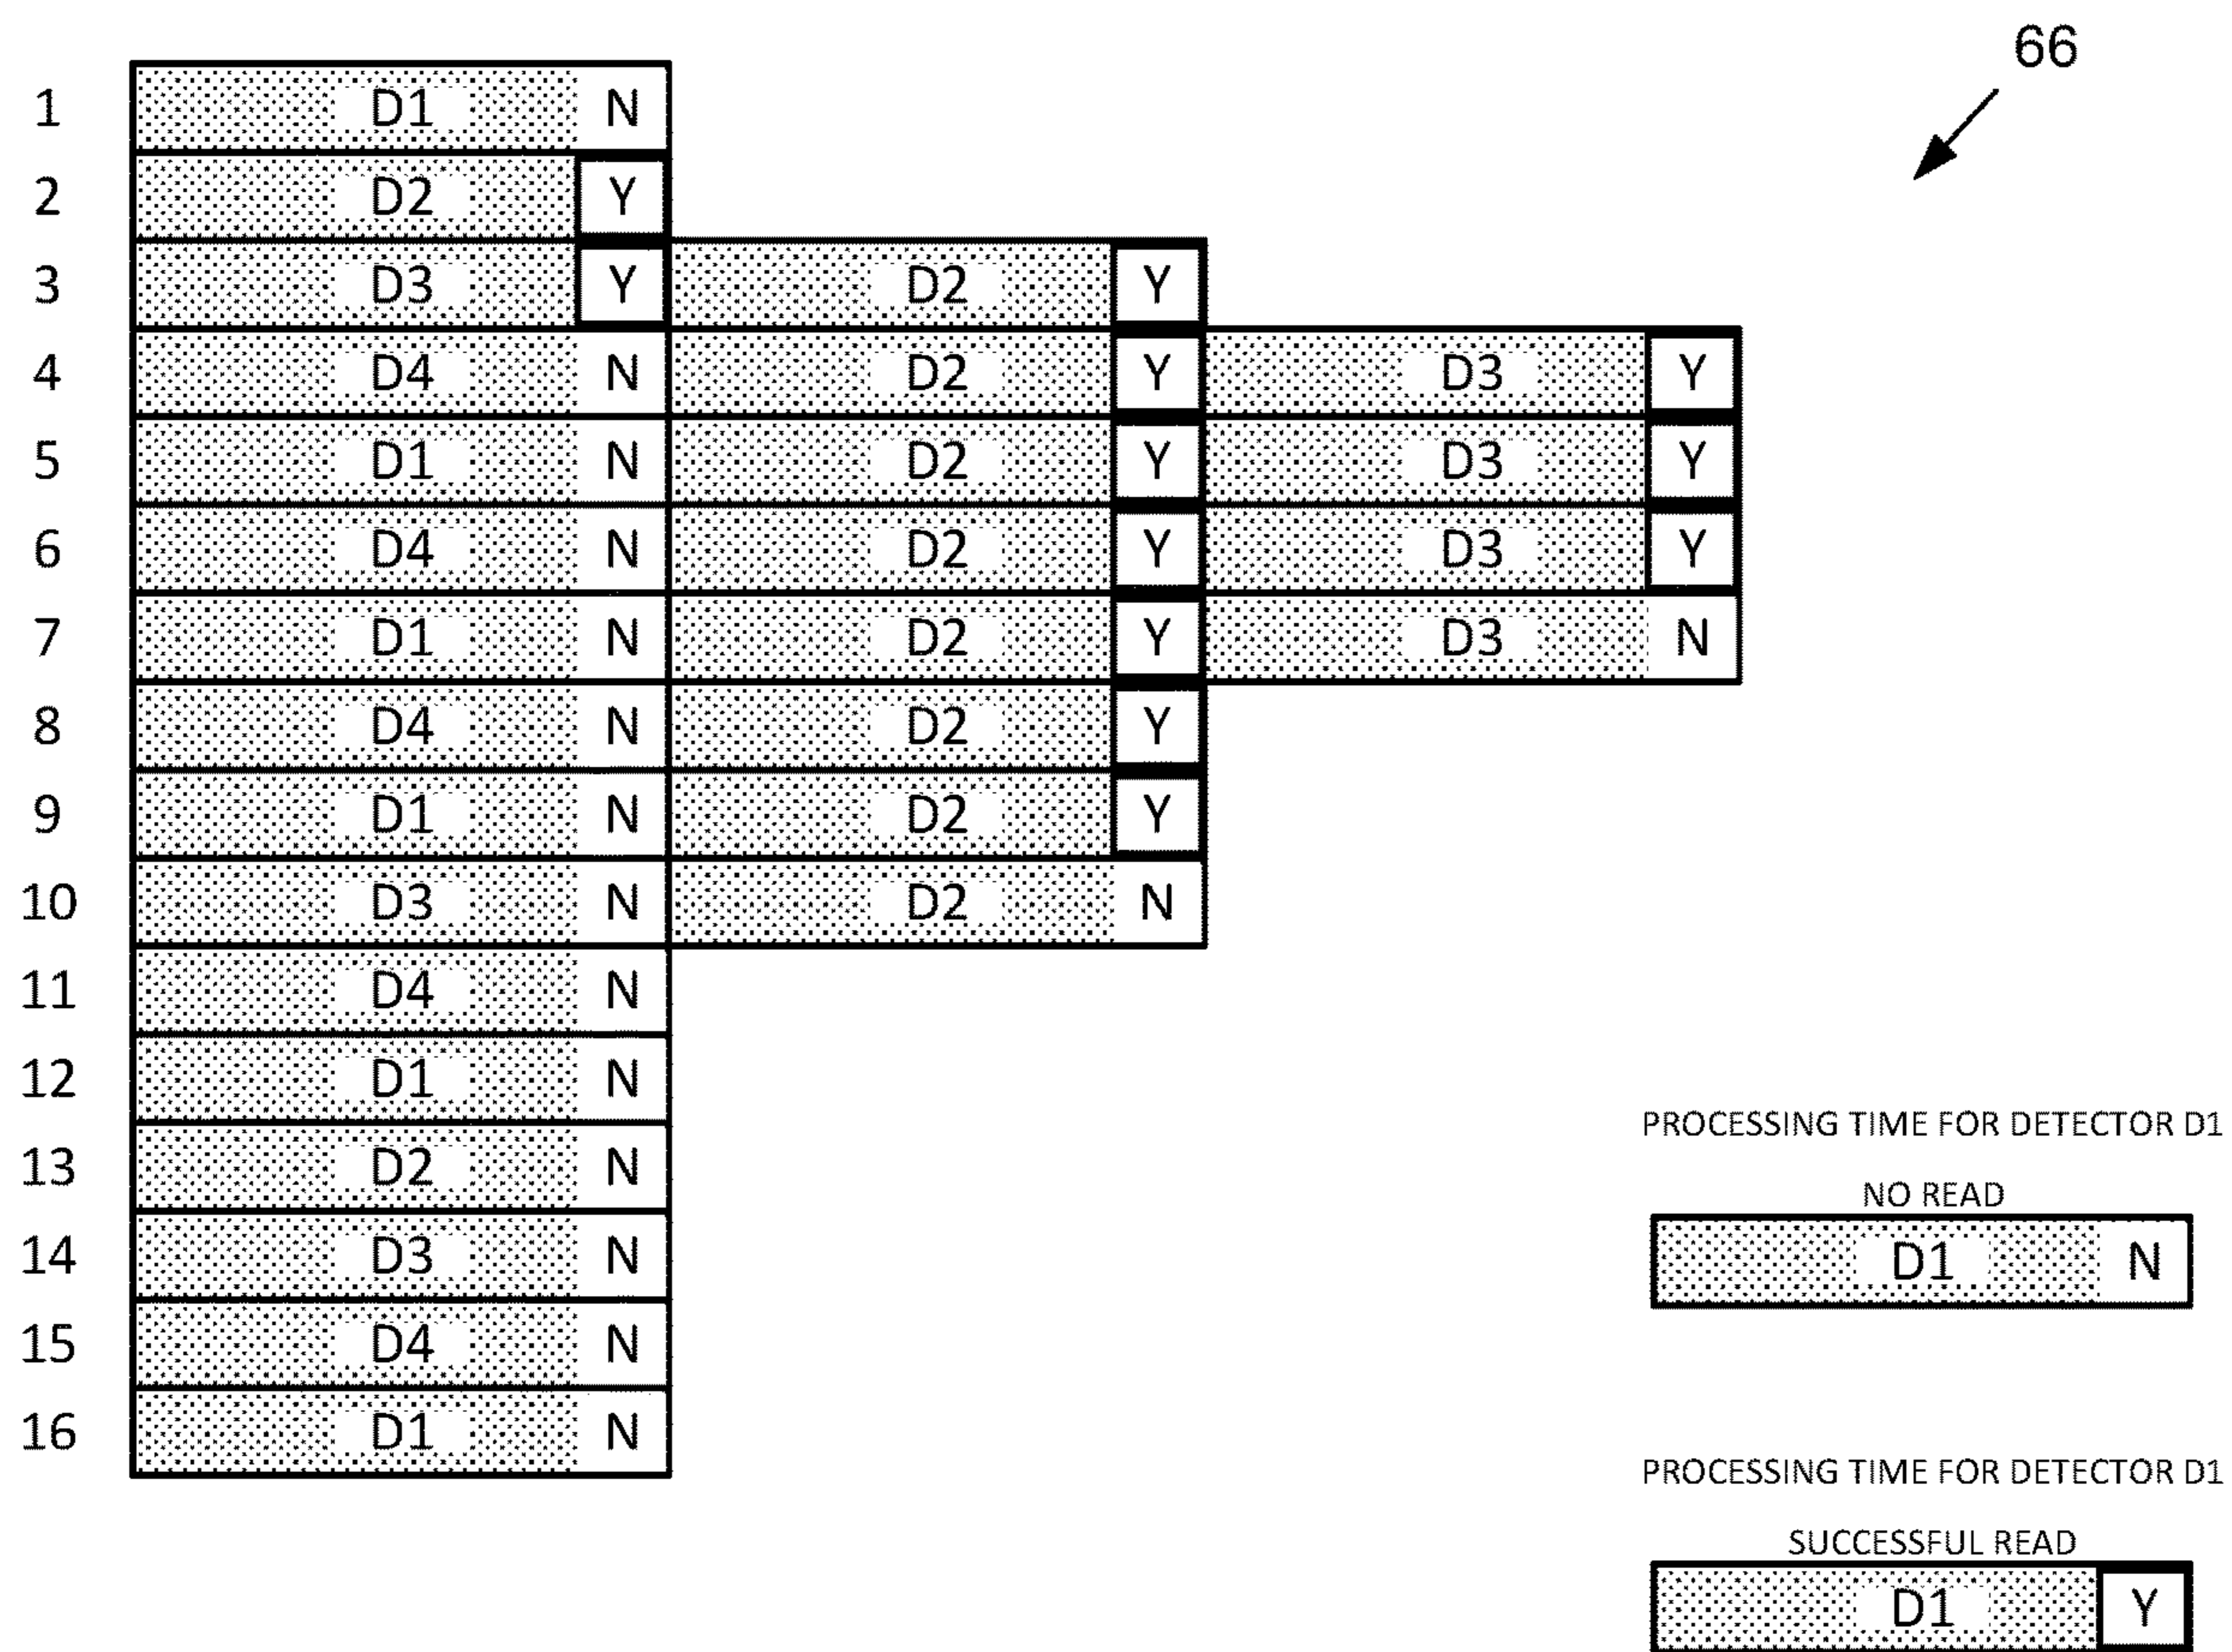 66
1 D1 N
2 D2 Y
3 D3 Y D2 Y
4 D4 N D2 Y D3 Y
5 D1 N D2 Y D3 Y
6 D4 N D2 Y D3 Y
7 D1 N D2 Y D3 N
8 D4 N D2 Y
9 D1 N D2 Y
10 D3 N D2 N
11 D4 N
12 D1 N
13 D2 N
14 D3 N
15 D4 N
16 D1 N
PROCESSING TIME FOR DETECTOR D1
NO READ
D1 N
PROCESSING TIME FOR DETECTOR D1
SUCCESSFUL READ
D1 Y